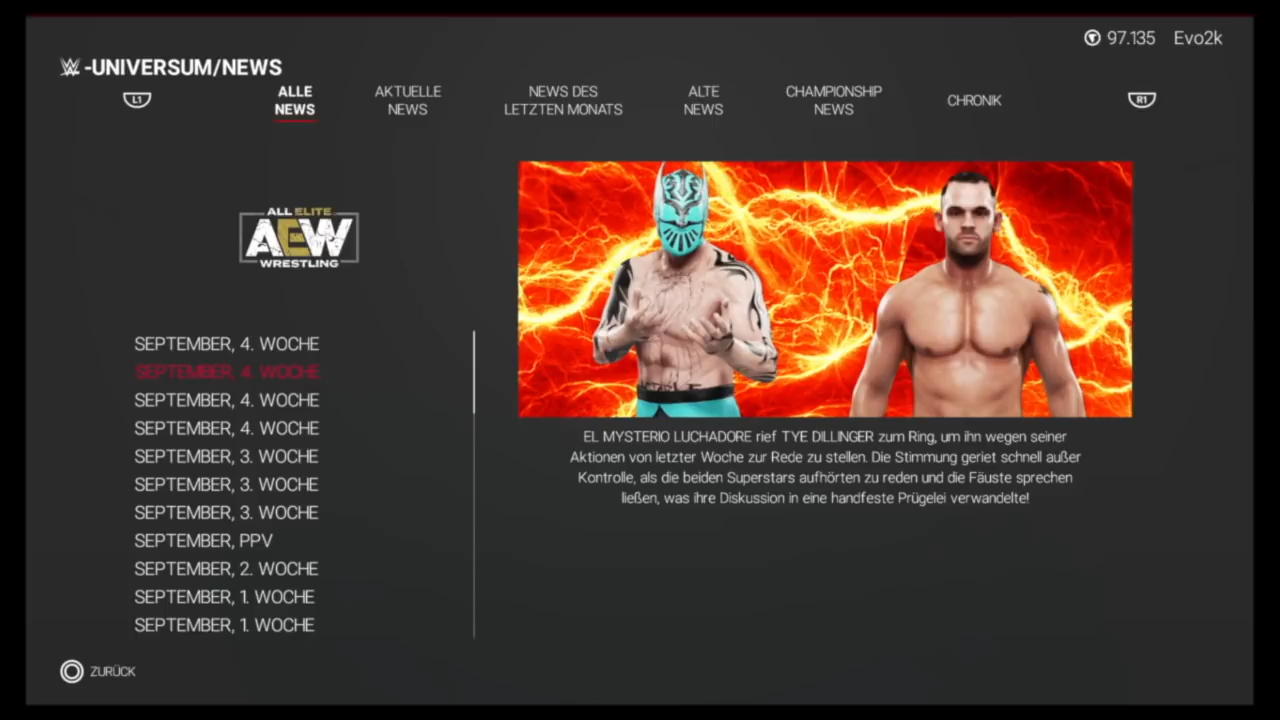 97.135 Evo2k
W -UNIVERSUM/NEWS
L1
ALLE
NEWS
AKTUELLE
NEWS
NEWS DES
LETZTEN MONATS
ALTE
NEWS
CHAMPIONSHIP
NEWS
CHRONIK
R1
ALL ELITE
AEW
WRESTLING
SEPTEMBER, 4. WOCHE
SEPTEMBER, 4. WOCHE
SEPTEMBER, 4. WOCHE
SEPTEMBER, 4. WOCHE
SEPTEMBER, 3. WOCHE
SEPTEMBER, 3. WOCHE
SEPTEMBER, 3. WOCHE
SEPTEMBER, PPV
SEPTEMBER, 2. WOCHE
SEPTEMBER, 1. WOCHE
SEPTEMBER, 1. WOCHE
EL MYSTERIO LUCHADORE rief TYE DILLINGER zum Ring, um ihn wegen seiner
Aktionen von letzter Woche zur Rede zu stellen. Die Stimmung geriet schnell außer
Kontrolle, als die beiden Superstars aufhörten zu reden und die Fäuste sprechen
ließen, was ihre Diskussion in eine handfeste Prügelei verwandelte!
ZURÜCK